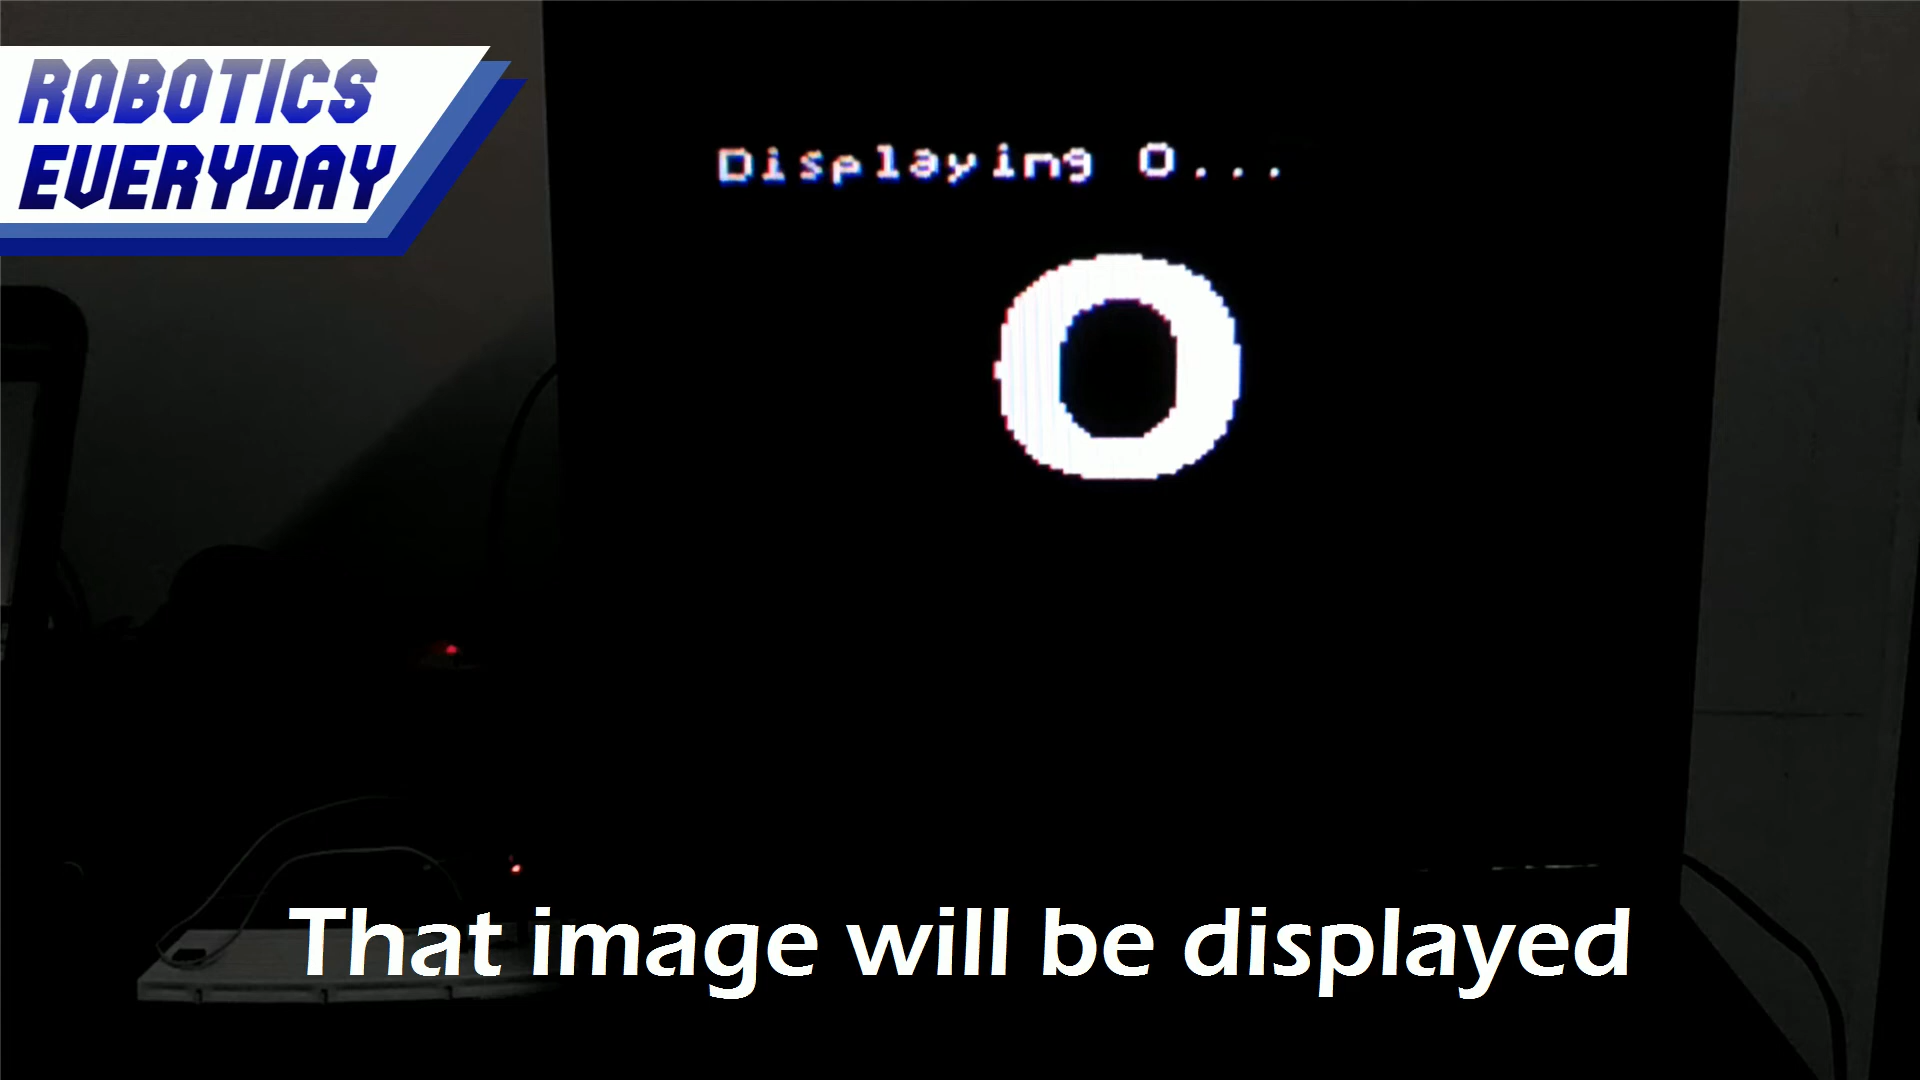 ROBOTICS
EVERYDAY
Displaying O...
O
That image will be displayed